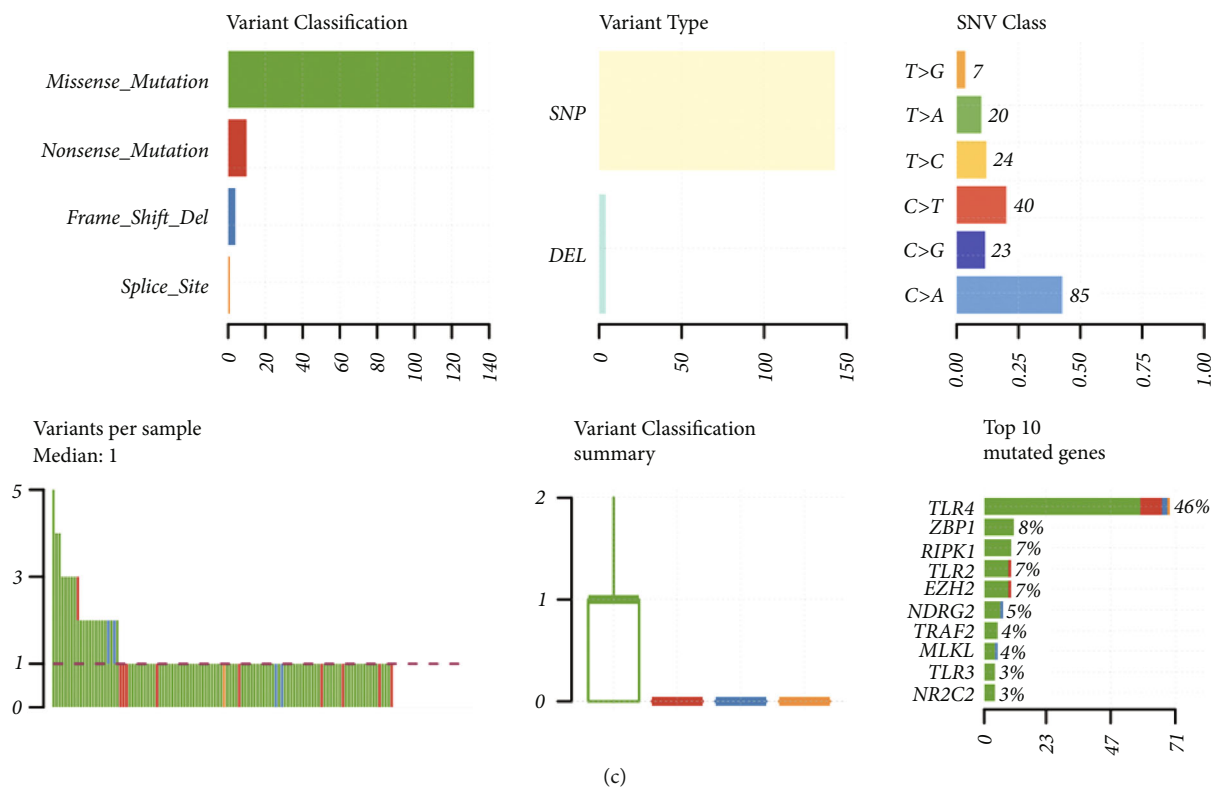 Variant Classification
Missense_Mutation
Nonsense_Mutation
Frame_Shift_Del
Splice_Site
0 20 40 60 80 100 120 140
Variant Type
SNP
DEL
0 50 100 150
SNV Class
T>G 7
T>A 20
T>C 24
C>T 40
C>G 23
C>A 85
0.00 0.25 0.50 0.75 1.00
Variants per sample
Median: 1
5
3
1
0
Variant Classification
summary
2
1
0
Top 10
mutated genes
TLR4 46%
ZBP1 8%
RIPK1 7%
TLR2 7%
EZH2 7%
NDRG2 5%
TRAF2 4%
MLKL 4%
TLR3 3%
NR2C2 3%
0 23 47 71
(c)